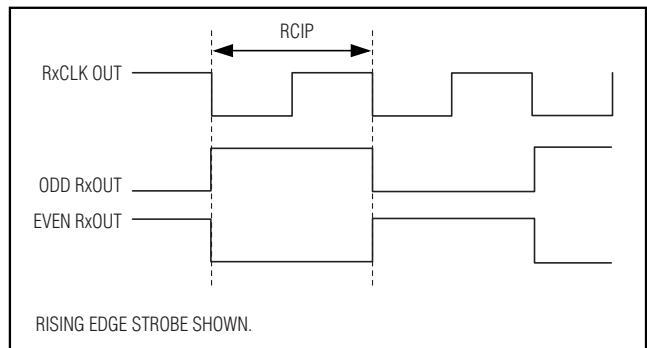 RCIP
RxCLK OUT
ODD RxOUT
EVEN RxOUT
RISING EDGE STROBE SHOWN.